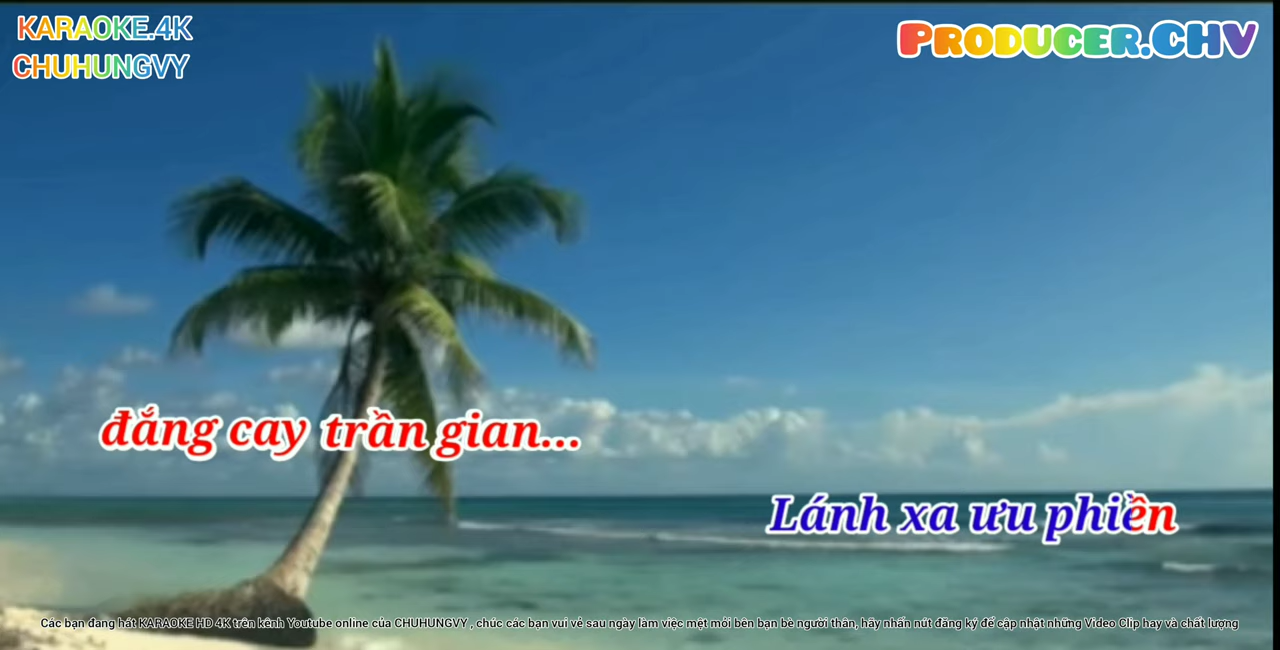 KARAOKE.4K
CHUHUNGVY
PRODUCER.CHV
đắng cay trần gian...
Lánh xa ưu phiền
Các bạn đang hát KARAOKE HD 4K trên kênh Youtube online của CHUHUNGVY , chúc các bạn vui vẻ sau ngày làm việc mệt mỏi bên bạn bè người thân, hãy nhấn nút đăng ký để cập nhật những Video Clip hay và chất lượng